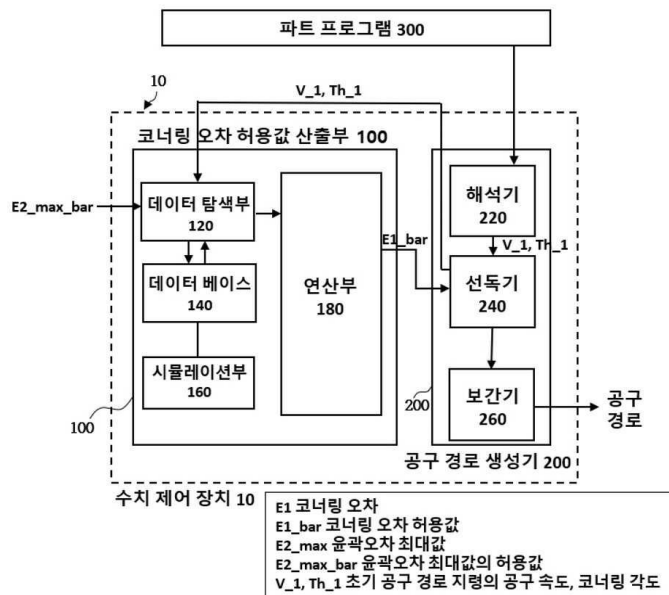 파트 프로그램 300
10
V_1, Th_1
코너링 오차 허용값 산출부 100
E2_max_bar
데이터 탐색부
120
데이터 베이스
140
시뮬레이션부
160
연산부
180
E1_bar
해석기
220
V_1, Th_1
선독기
240
보간기
260
공구
경로
100
200
공구 경로 생성기 200
수치 제어 장치 10
E1 코너링 오차
E1_bar 코너링 오차 허용값
E2_max 윤곽오차 최대값
E2_max_bar 윤곽오차 최대값의 허용값
V_1, Th_1 초기 공구 경로 지령의 공구 속도, 코너링 각도